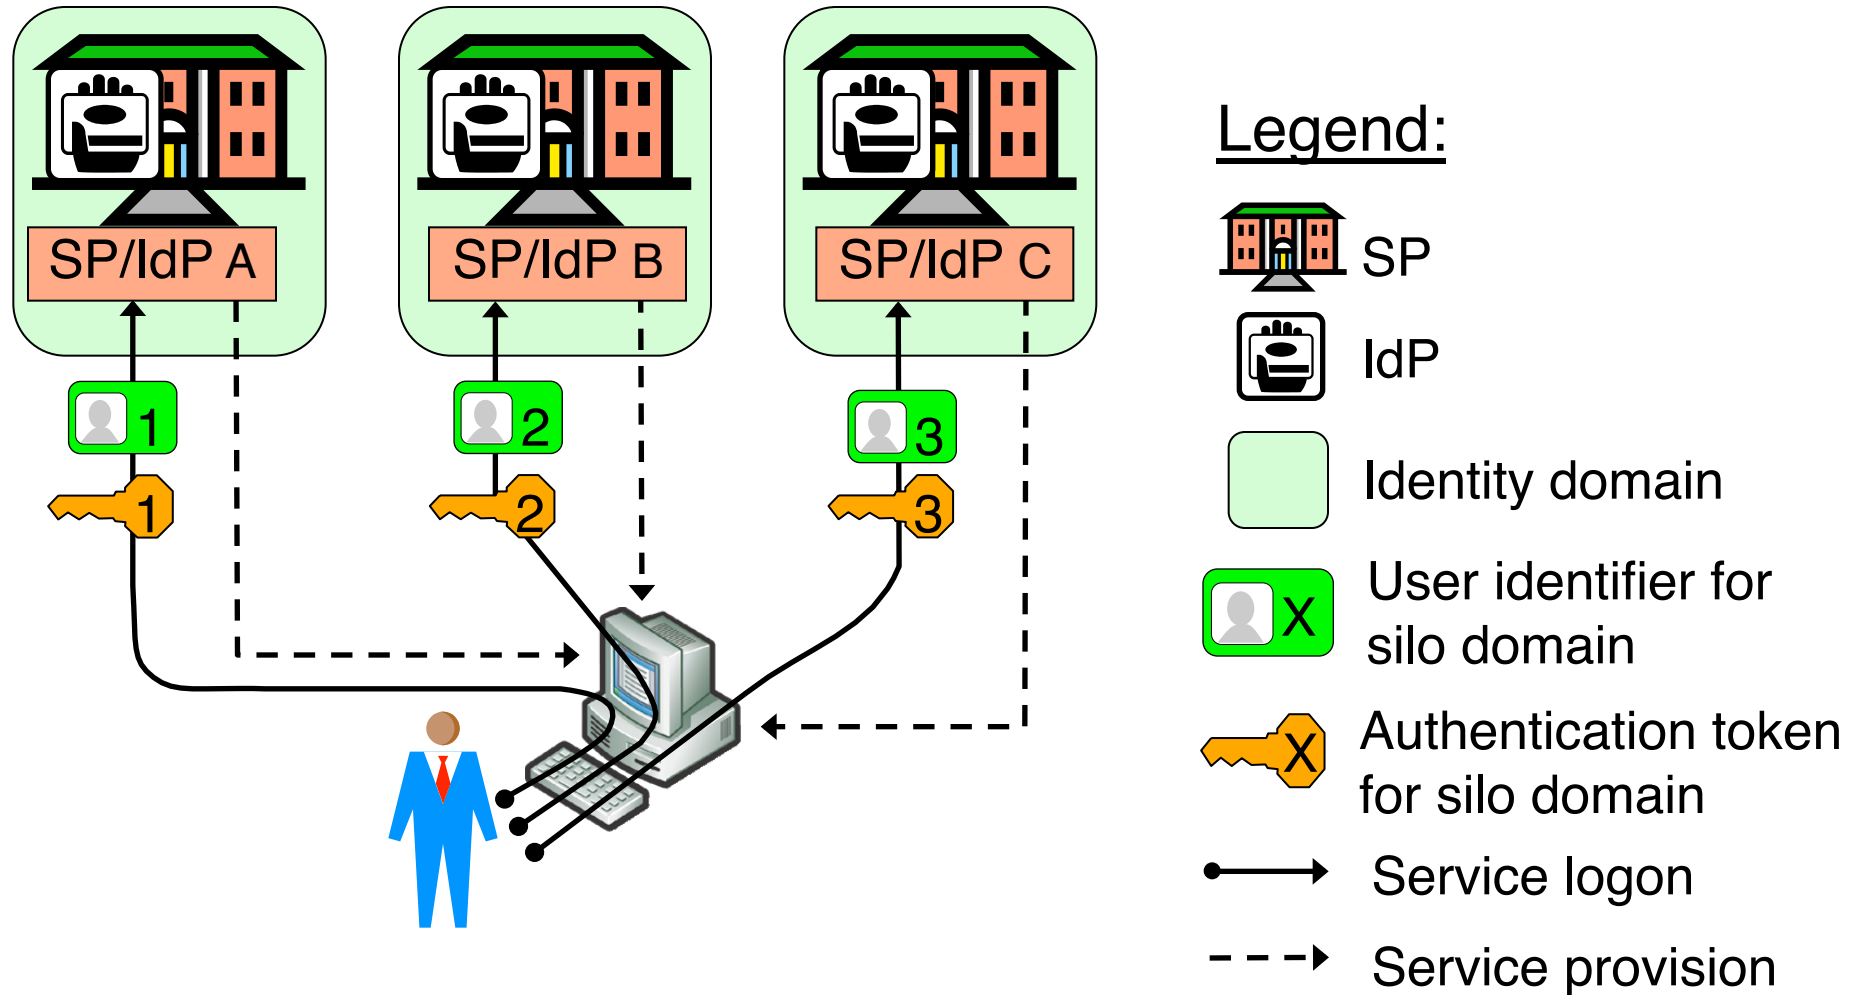 SP/IdP A
SP/IdP B
SP/IdP C
1
2
3
1
2
3
Legend:
SP
IdP
Identity domain
X
User identifier for
silo domain
X
Authentication token
for silo domain
Service logon
Service provision